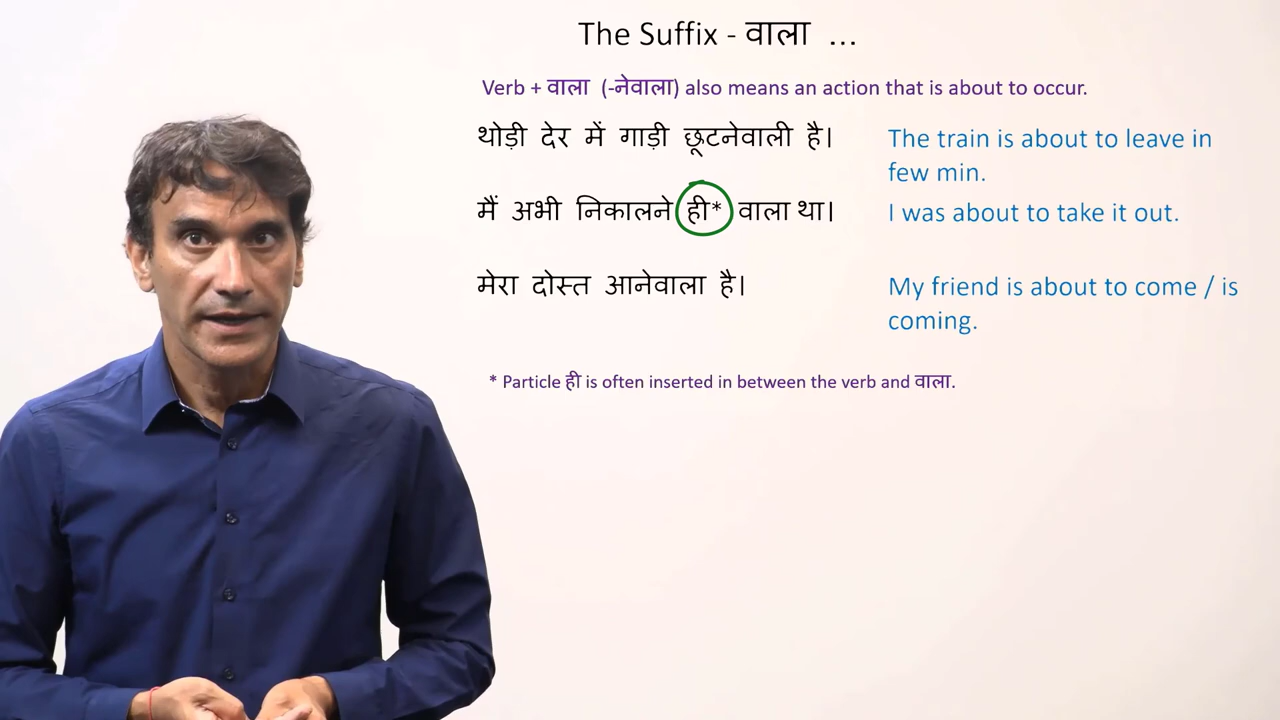 The Suffix - वाला ...
Verb + वाला (-नेवाला) also means an action that is about to occur.
थोड़ी देर में गाड़ी छूटनेवाली है।
The train is about to leave in
few min.
मैं अभी निकालने ही* वाला था।
I was about to take it out.
मेरा दोस्त आनेवाला है।
My friend is about to come / is
coming.
* Particle ही is often inserted in between the verb and वाला.